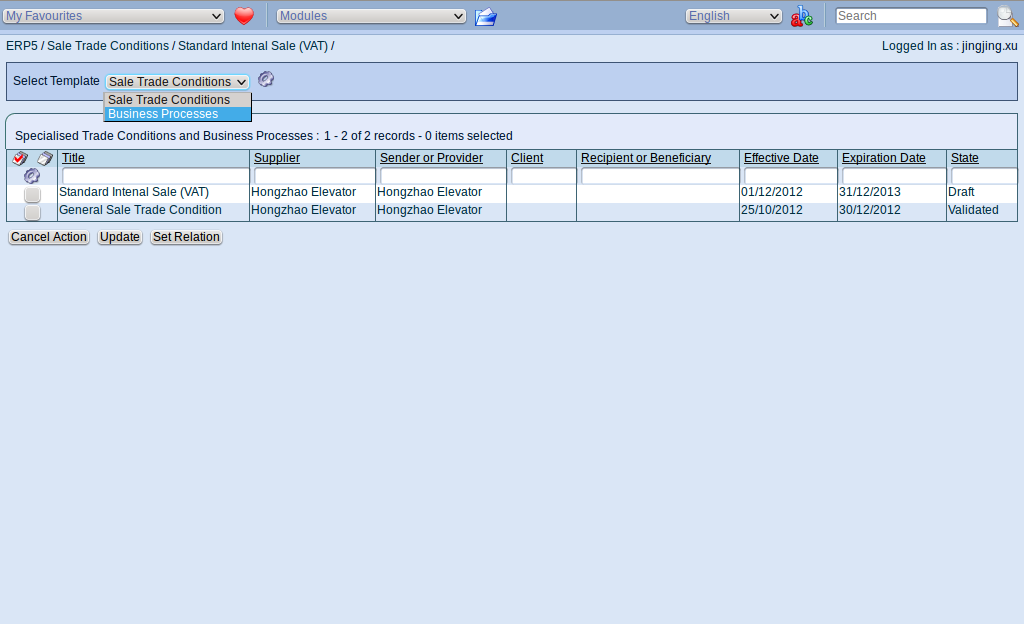 My Favourites Modules English Search
ERP5 / Sale Trade Conditions / Standard Intenal Sale (VAT) / Logged In as : jingjing.xu
Select Template Sale Trade Conditions
Sale Trade Conditions
Business Processes
Specialised Trade Conditions and Business Processes : 1 - 2 of 2 records - 0 items selected
Title Supplier Sender or Provider Client Recipient or Beneficiary Effective Date Expiration Date State
Standard Intenal Sale (VAT) Hongzhao Elevator Hongzhao Elevator 01/12/2012 31/12/2013 Draft
General Sale Trade Condition Hongzhao Elevator Hongzhao Elevator 25/10/2012 30/12/2012 Validated
Cancel Action Update Set Relation